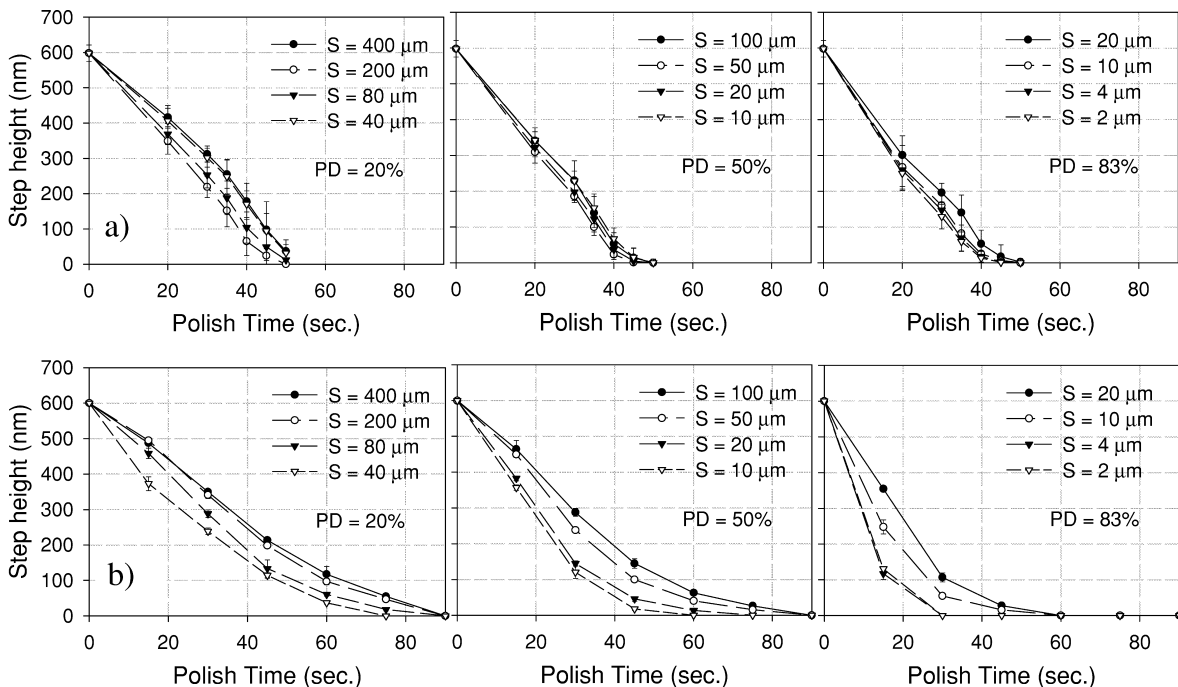 700
600
500
400
300
200
100
0
Step height (nm)
a)
S = 400 μm
S = 200 μm
S = 80 μm
S = 40 μm
PD = 20%
0 20 40 60 80
Polish Time (sec.)
S = 100 μm
S = 50 μm
S = 20 μm
S = 10 μm
PD = 50%
0 20 40 60 80
Polish Time (sec.)
S = 20 μm
S = 10 μm
S = 4 μm
S = 2 μm
PD = 83%
0 20 40 60 80
Polish Time (sec.)
700
600
500
400
300
200
100
0
Step height (nm)
b)
S = 400 μm
S = 200 μm
S = 80 μm
S = 40 μm
PD = 20%
0 20 40 60 80
Polish Time (sec.)
S = 100 μm
S = 50 μm
S = 20 μm
S = 10 μm
PD = 50%
0 20 40 60 80
Polish Time (sec.)
S = 20 μm
S = 10 μm
S = 4 μm
S = 2 μm
PD = 83%
0 20 40 60 80
Polish Time (sec.)